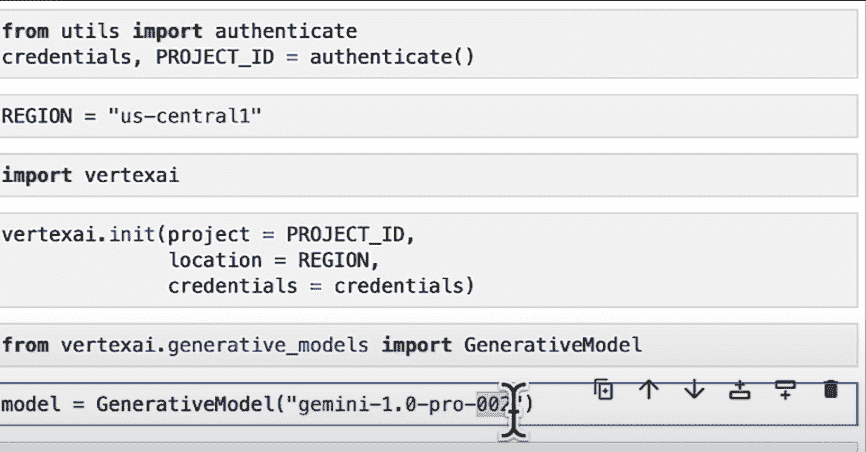 from utils import authenticate
credentials, PROJECT_ID = authenticate()
REGION = "us-central1"
import vertexai
vertexai.init(project = PROJECT_ID,
location = REGION,
credentials = credentials)
from vertexai.generative_models import GenerativeModel
model = GenerativeModel("gemini-1.0-pro-002")